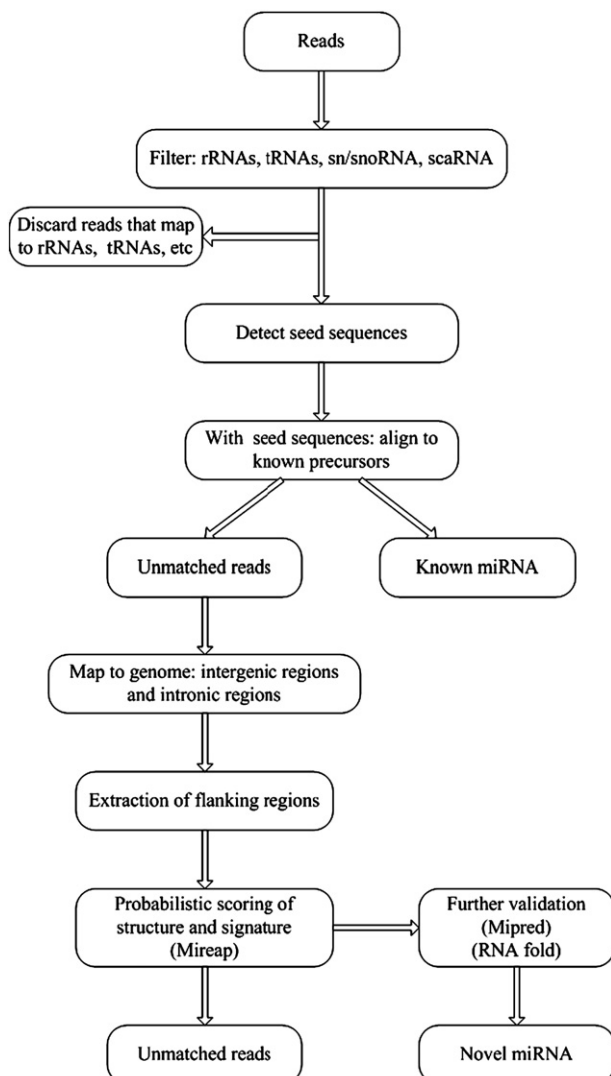 Reads
Filter: rRNAs, tRNAs, sn/snoRNA, scaRNA
Discard reads that map
to rRNAs, tRNAs, etc
Detect seed sequences
With seed sequences: align to
known precursors
Unmatched reads
Known miRNA
Map to genome: intergenic regions
and intronic regions
Extraction of flanking regions
Probabilistic scoring of
structure and signature
(Mireap)
Further validation
(Mipred)
(RNA fold)
Unmatched reads
Novel miRNA